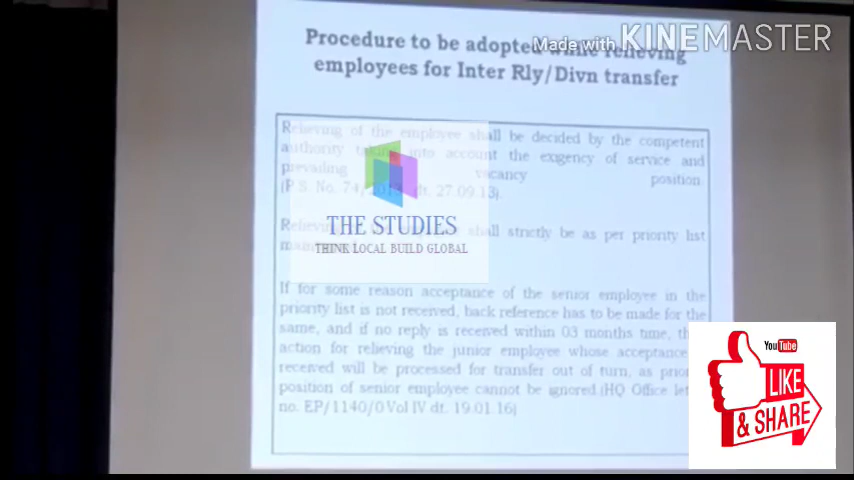 Procedure to be adopted while relieving
employees for Inter Rly/Divn transfer
Made with KINEMASTER
Relieving of the employee shall be decided by the competent
authority taking into account the exigency of service and
prevailing vacancy position
(P.S. No. 74/2013 dt. 27.09.13).
Relieving shall strictly be as per priority list
THE STUDIES
THINK LOCAL BUILD GLOBAL
If for some reason acceptance of the senior employee in the
priority list is not received, back reference has to be made for the
same, and if no reply is received within 03 months time,
action for relieving the junior employee whose acceptance
received will be processed for transfer out of turn, as
position of senior employee cannot be ignored.(HQ Office
no. EP/1140/0 Vol IV dt. 19.01.16)
YouTube
LIKE
& SHARE